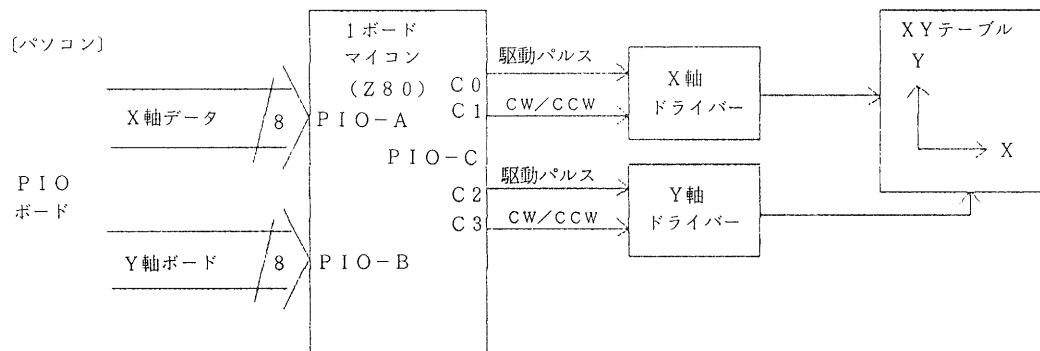 〔パソコン〕
X軸データ
8
PIO
ボード
Y軸ボード
8
1ボード
マイコン
(Z80)
C0
C1
PIO-A
PIO-C
C2
C3
PIO-B
駆動パルス
CW/CCW
駆動パルス
CW/CCW
X軸
ドライバー
Y軸
ドライバー
XYテーブル
Y
X